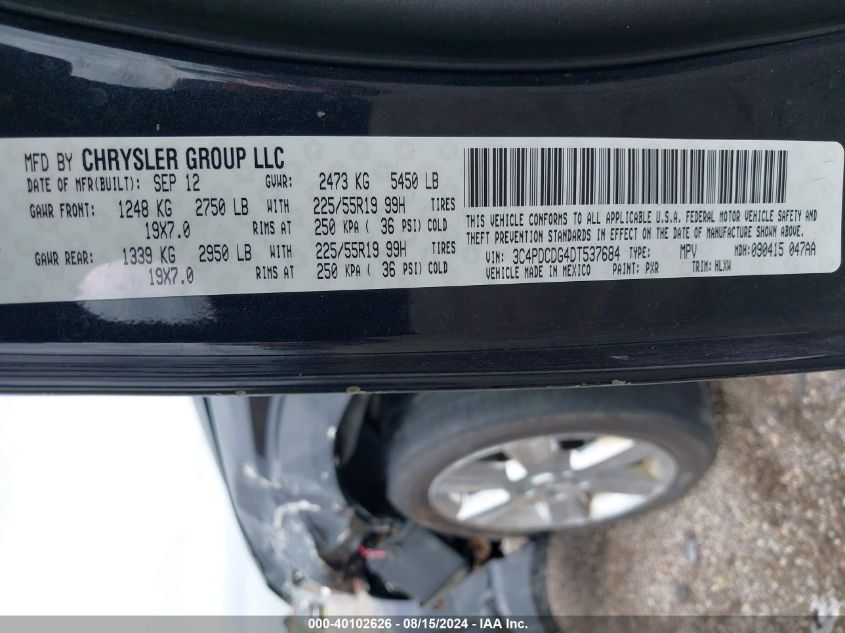 MFD BY CHRYSLER GROUP LLC
DATE OF MFR(BUILT): SEP 12 GVWR: 2473 KG 5450 LB
GAWR FRONT: 1248 KG 2750 LB WITH 225/55R19 99H TIRES
19X7.0 RIMS AT 250 KPA ( 36 PSI) COLD
GAWR REAR: 1339 KG 2950 LB WITH 225/55R19 99H TIRES
19X7.0 RIMS AT 250 KPA ( 36 PSI) COLD
THIS VEHICLE CONFORMS TO ALL APPLICABLE U.S.A. FEDERAL MOTOR VEHICLE SAFETY AND
THEFT PREVENTION STANDARDS IN EFFECT ON THE DATE OF MANUFACTURE SHOWN ABOVE.
VIN: 3C4PDCDG4DT537684 TYPE: MPV MDH: 090415 047AA
VEHICLE MADE IN MEXICO PAINT: PXR TRIM: HLXW
000-40102626 - 08/15/2024 - IAA Inc.